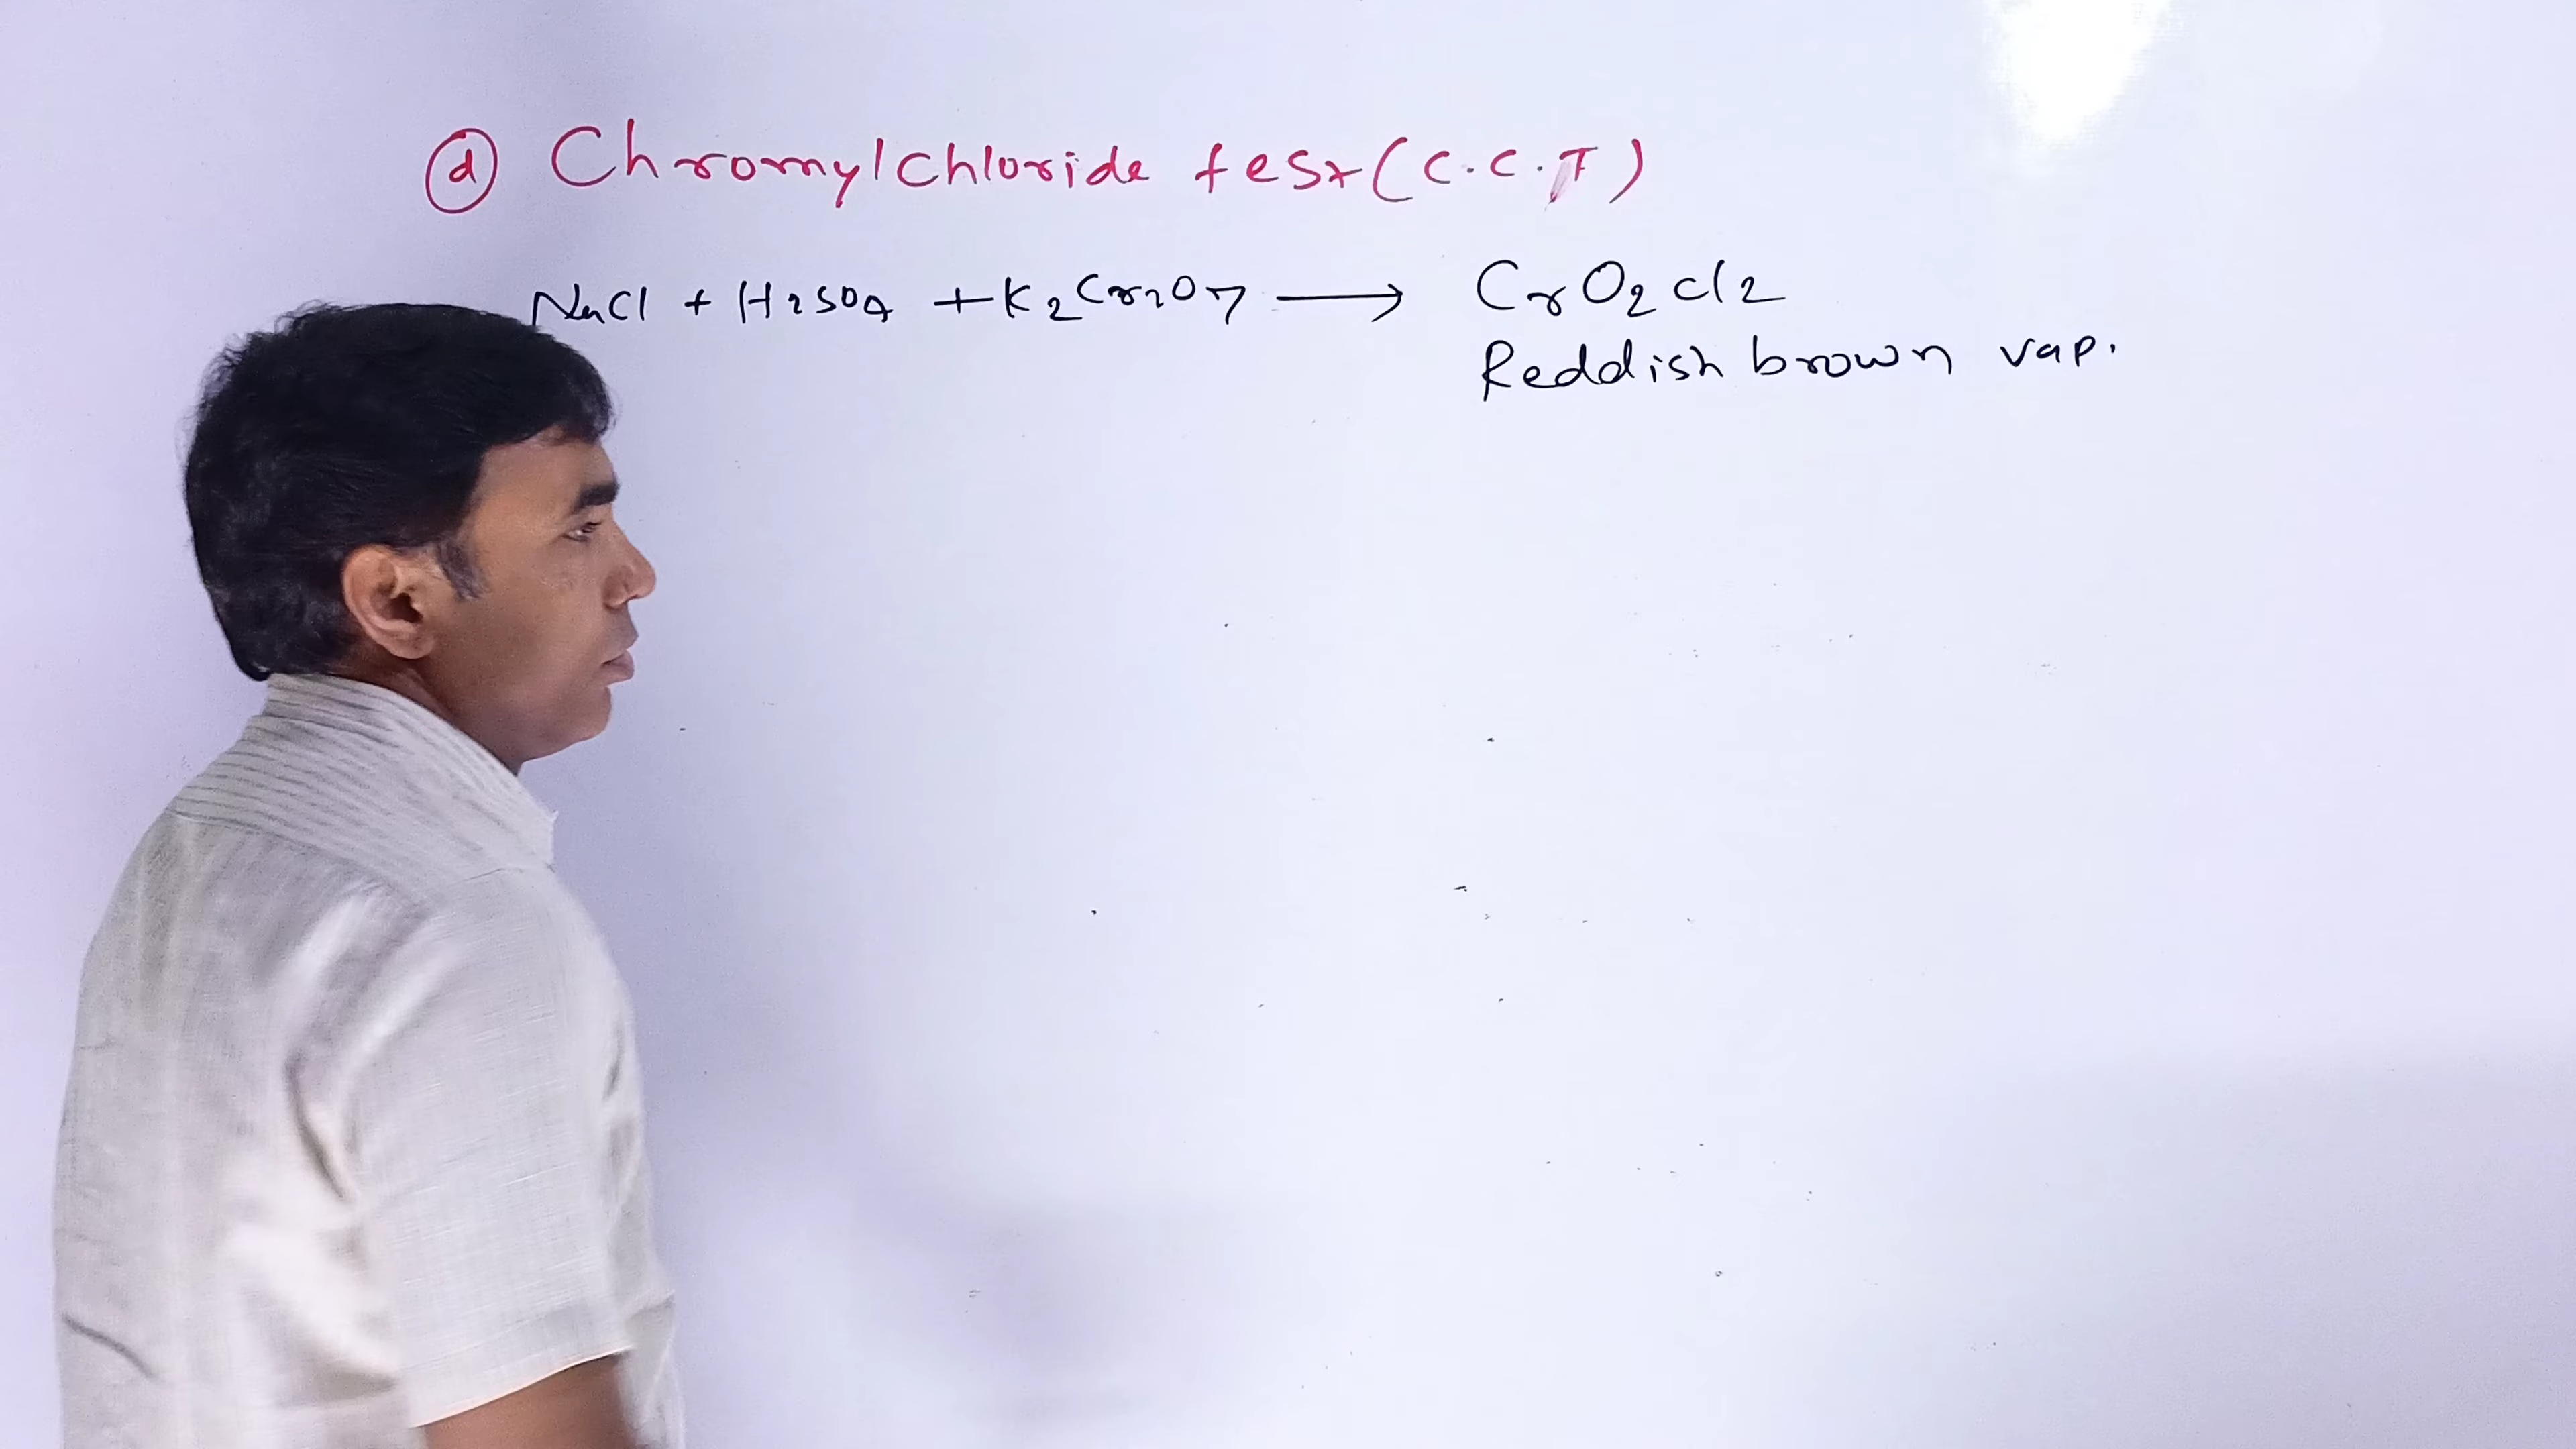 d Chromylchloride test (C.C.T)
NaCl + H2SO4 + K2Cr2O7 ⟶ CrO2Cl2
Reddish brown vap.